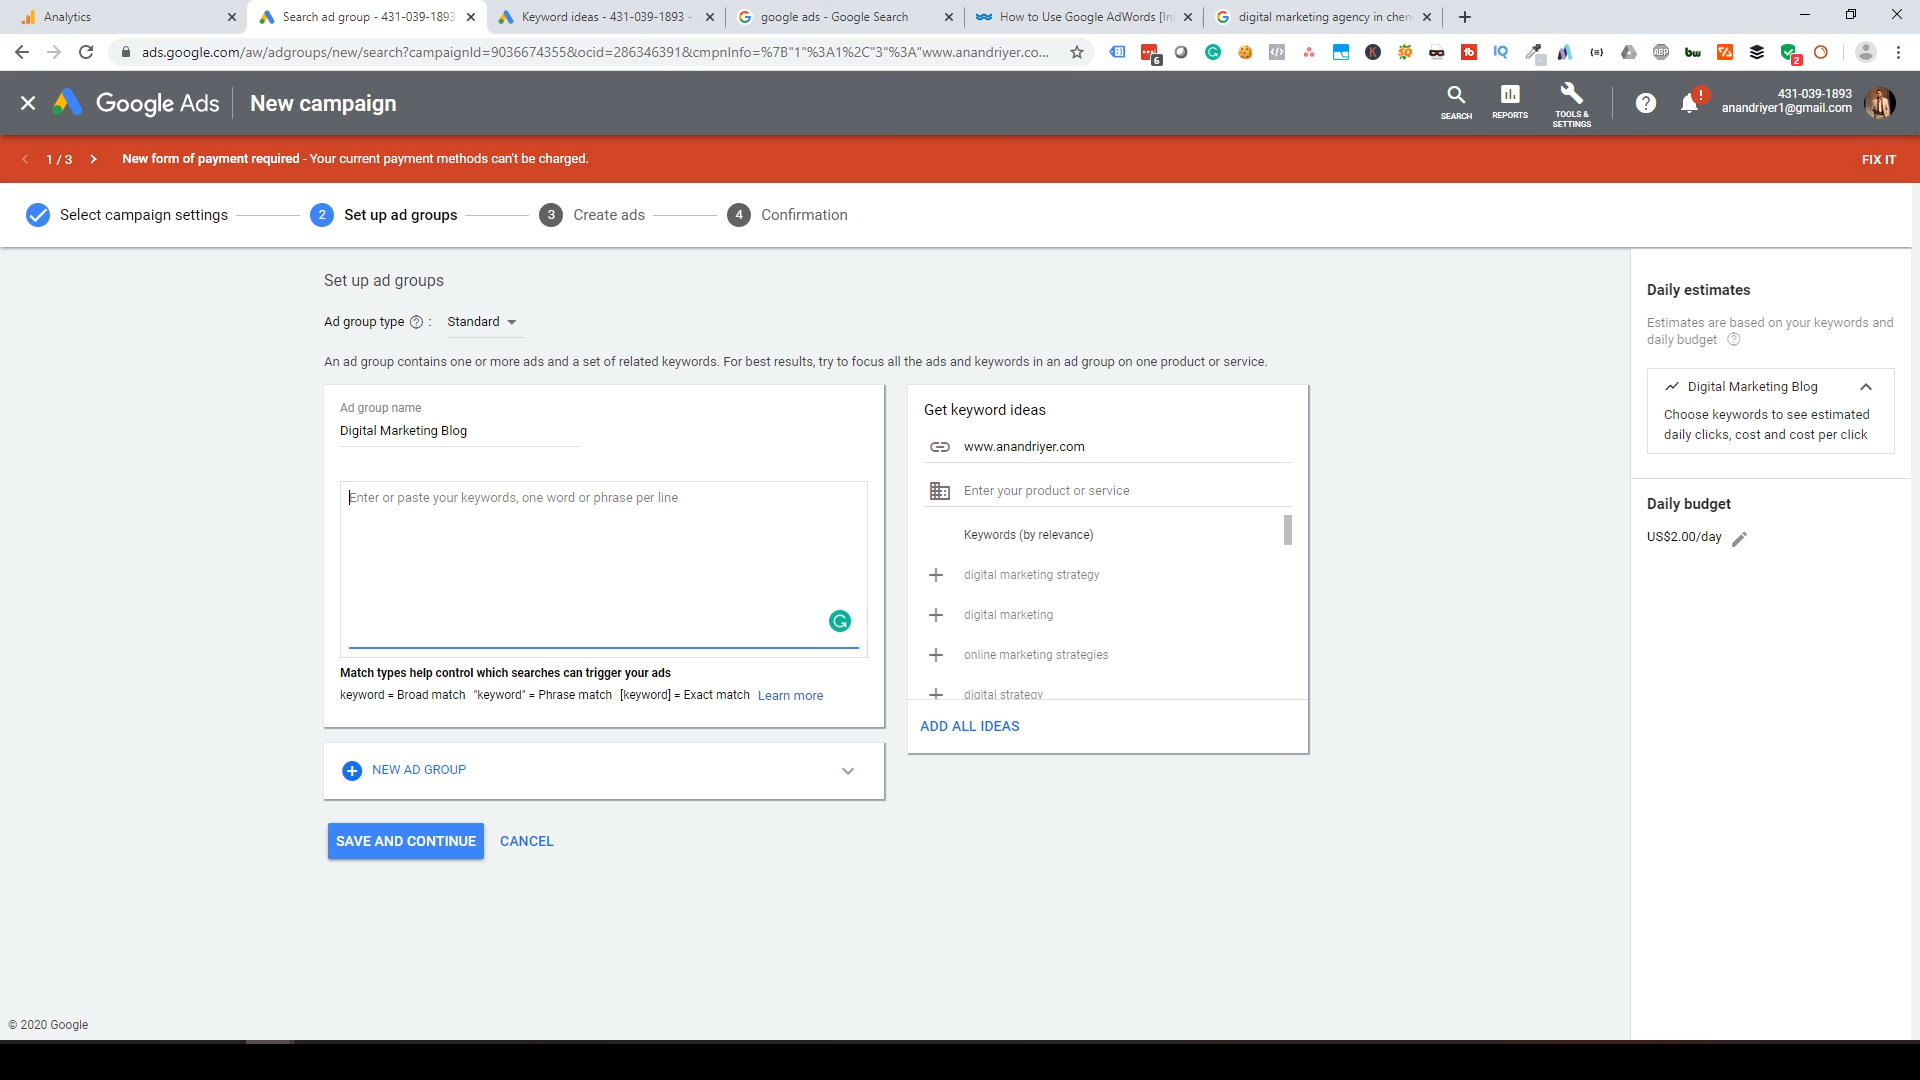 Analytics
Search ad group - 431-039-1893
Keyword ideas - 431-039-1893 -
google ads - Google Search
How to Use Google AdWords [In
digital marketing agency in chen
ads.google.com/aw/adgroups/new/search?campaignId=9036674355&ocid=286346391&cmpnInfo=%7B"1"%3A1%2C"3"%3A"www.anandriyer.co...
Google Ads
New campaign
SEARCH
REPORTS
TOOLS &
SETTINGS
431-039-1893
anandriyer1@gmail.com
1 / 3
New form of payment required - Your current payment methods can't be charged.
FIX IT
Select campaign settings
2 Set up ad groups
3 Create ads
4 Confirmation
Set up ad groups
Ad group type ? : Standard
An ad group contains one or more ads and a set of related keywords. For best results, try to focus all the ads and keywords in an ad group on one product or service.
Ad group name
Digital Marketing Blog
Enter or paste your keywords, one word or phrase per line
Match types help control which searches can trigger your ads
keyword = Broad match "keyword" = Phrase match [keyword] = Exact match Learn more
NEW AD GROUP
SAVE AND CONTINUE
CANCEL
Get keyword ideas
www.anandriyer.com
Enter your product or service
Keywords (by relevance)
digital marketing strategy
digital marketing
online marketing strategies
digital strategy
ADD ALL IDEAS
Daily estimates
Estimates are based on your keywords and
daily budget ?
Digital Marketing Blog
Choose keywords to see estimated
daily clicks, cost and cost per click
Daily budget
US$2.00/day
© 2020 Google